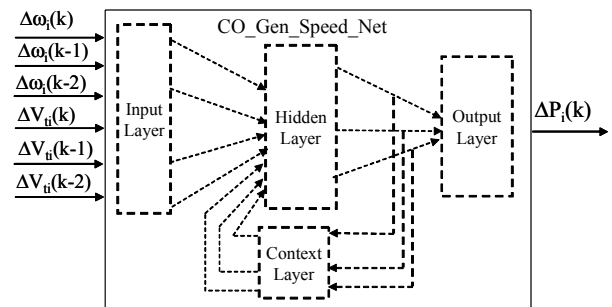 CO_Gen_Speed_Net
Δωi(k)
Δωi(k-1)
Δωi(k-2)
ΔVti(k)
ΔVti(k-1)
ΔVti(k-2)
Input
Layer
Hidden
Layer
Output
Layer
ΔPi(k)
Context
Layer